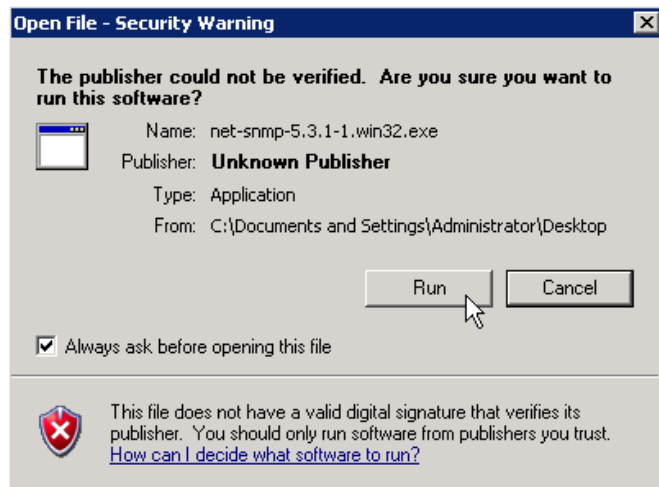 Open File - Security Warning
The publisher could not be verified.  Are you sure you want to
run this software?
Name: net-snmp-5.3.1-1.win32.exe
Publisher: Unknown Publisher
Type: Application
From: C:\Documents and Settings\Administrator\Desktop
Run Cancel
Always ask before opening this file
This file does not have a valid digital signature that verifies its
publisher.  You should only run software from publishers you trust.
How can I decide what software to run?